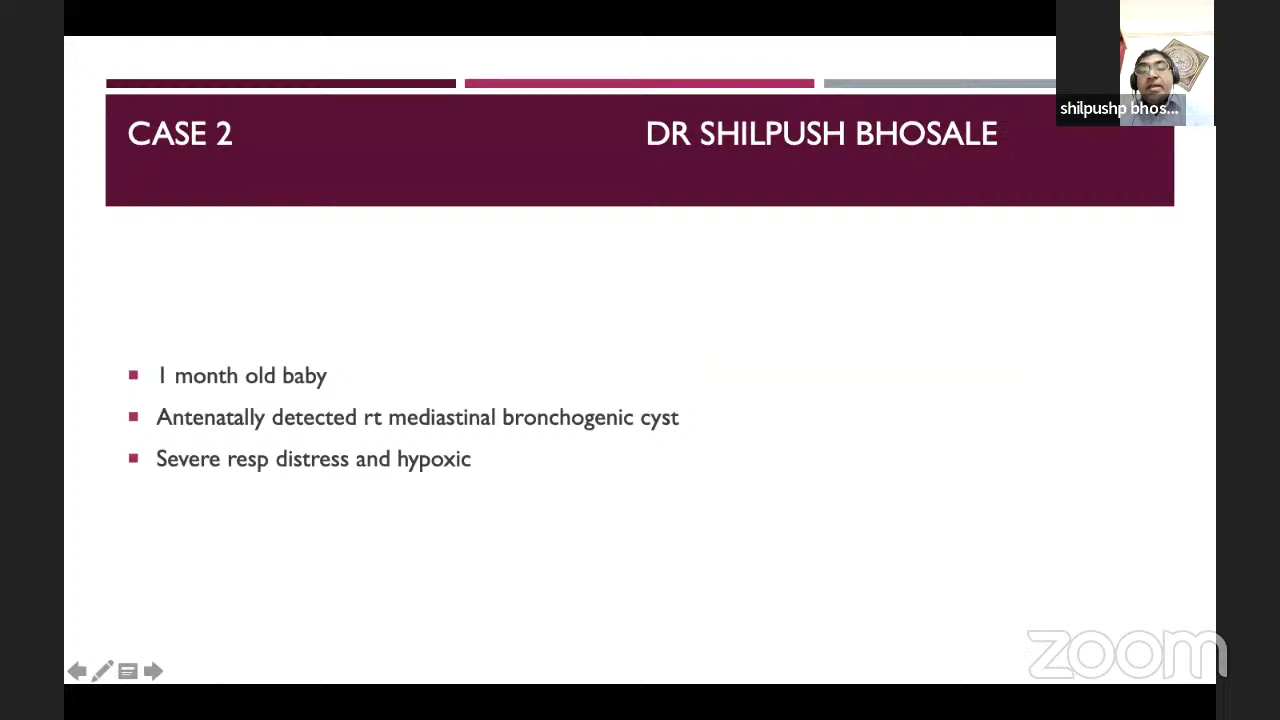 CASE 2 DR SHILPUSH BHOSALE
shilpushp bhos...
1 month old baby
Antenatally detected rt mediastinal bronchogenic cyst
Severe resp distress and hypoxic
zoom